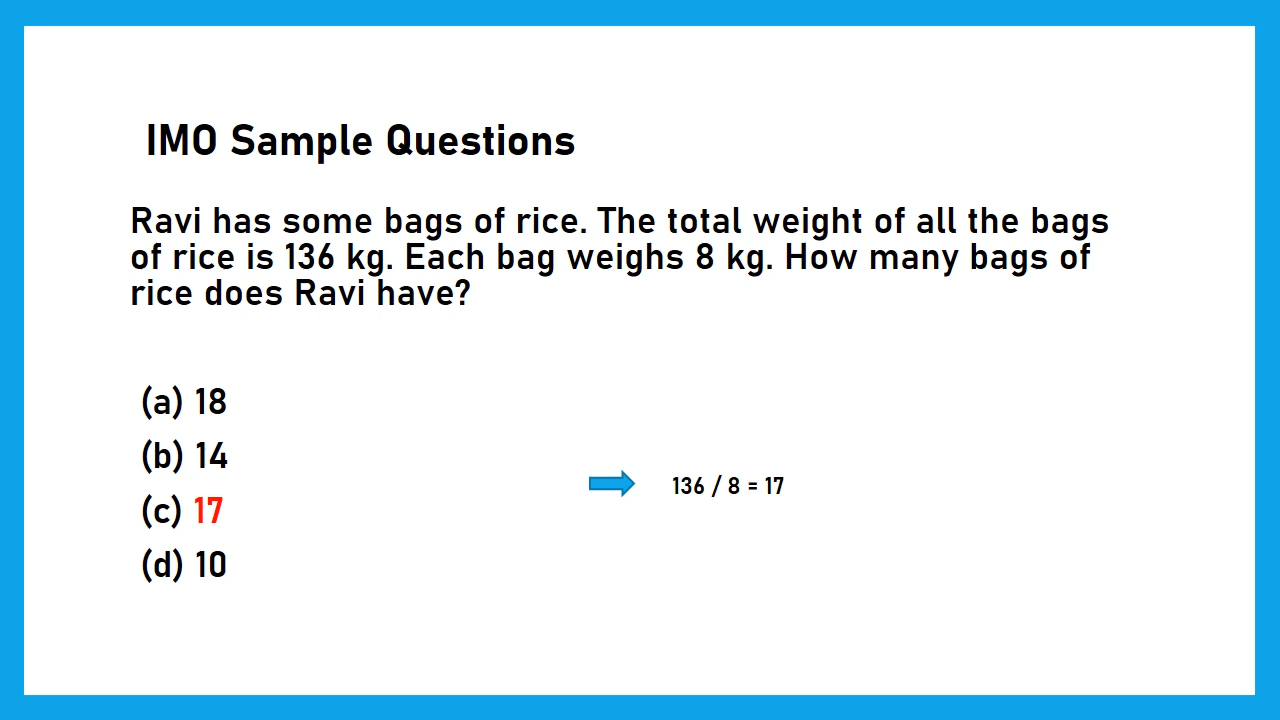 IMO Sample Questions
Ravi has some bags of rice. The total weight of all the bags
of rice is 136 kg. Each bag weighs 8 kg. How many bags of
rice does Ravi have?
(a) 18
(b) 14
(c) 17
136 / 8 = 17
(d) 10